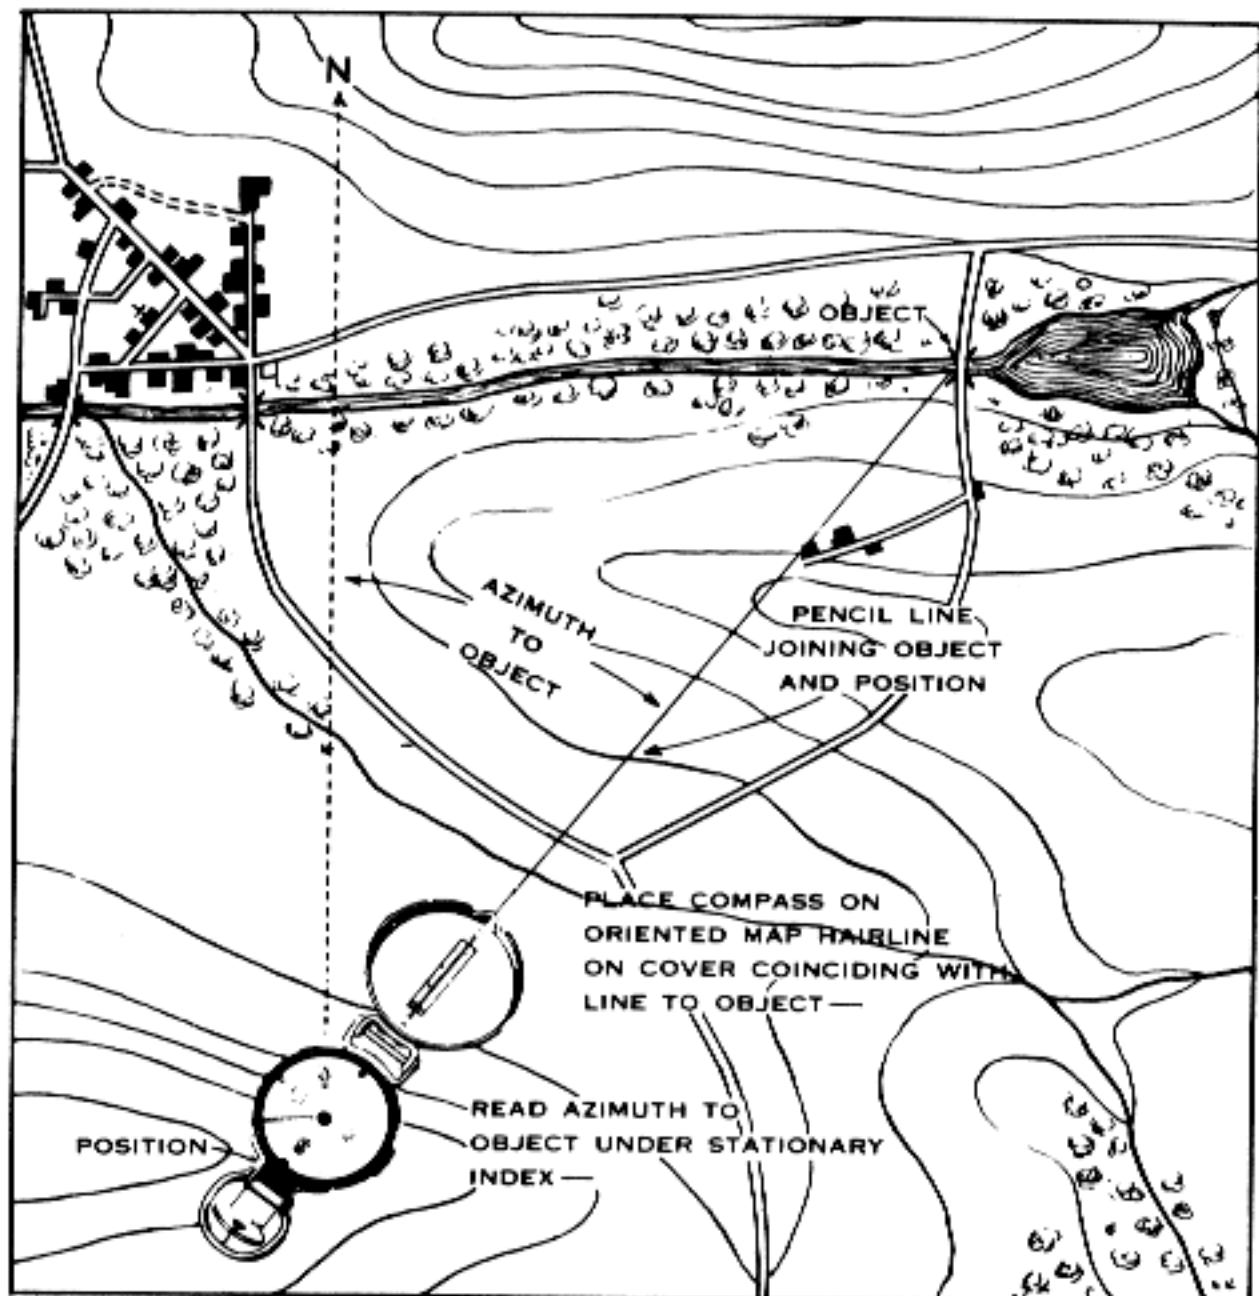 N
OBJECT
AZIMUTH
TO
OBJECT
PENCIL LINE
JOINING OBJECT
AND POSITION
PLACE COMPASS ON
ORIENTED MAP HAIRLINE
ON COVER COINCIDING WITH
LINE TO OBJECT—
READ AZIMUTH TO
OBJECT UNDER STATIONARY
INDEX—
POSITION